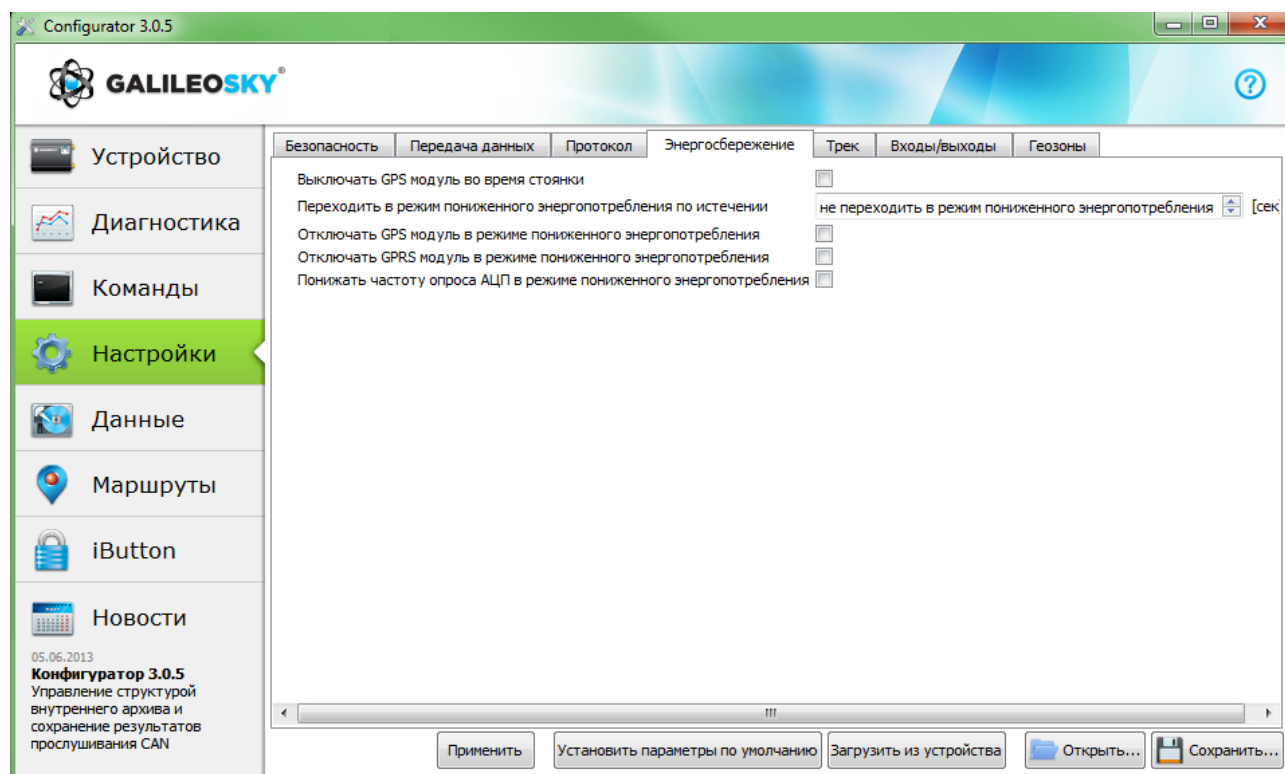 Configurator 3.0.5
GALILEOSKY®
Устройство
Диагностика
Команды
Настройки
Данные
Маршруты
iButton
Новости
05.06.2013
Конфигуратор 3.0.5
Управление структурой
внутреннего архива и
сохранение результатов
прослушивания CAN
Безопасность Передача данных Протокол Энергосбережение Трек Входы/выходы Геозоны
Выключать GPS модуль во время стоянки
Переходить в режим пониженного энергопотребления по истечении не переходить в режим пониженного энергопотребления [сек
Отключать GPS модуль в режиме пониженного энергопотребления
Отключать GPRS модуль в режиме пониженного энергопотребления
Понижать частоту опроса АЦП в режиме пониженного энергопотребления
Применить Установить параметры по умолчанию Загрузить из устройства Открыть... Сохранить...